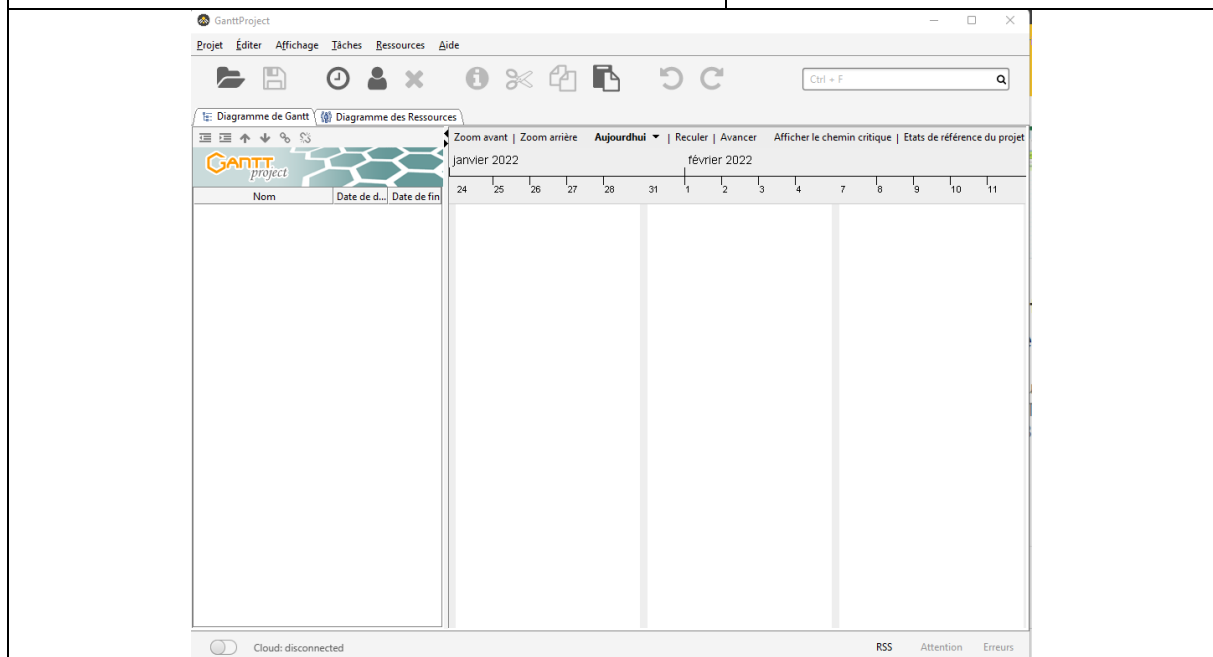 GanttProject
Projet Éditer Affichage Tâches Ressources Aide
Ctrl + F
Diagramme de Gantt Diagramme des Ressources
Zoom avant | Zoom arrière Aujourdhui | Reculer | Avancer Afficher le chemin critique | Etats de référence du projet
GANTT project
janvier 2022 février 2022
24 25 26 27 28 31 1 2 3 4 7 8 9 10 11
Nom Date de d... Date de fin
Cloud: disconnected RSS Attention Erreurs